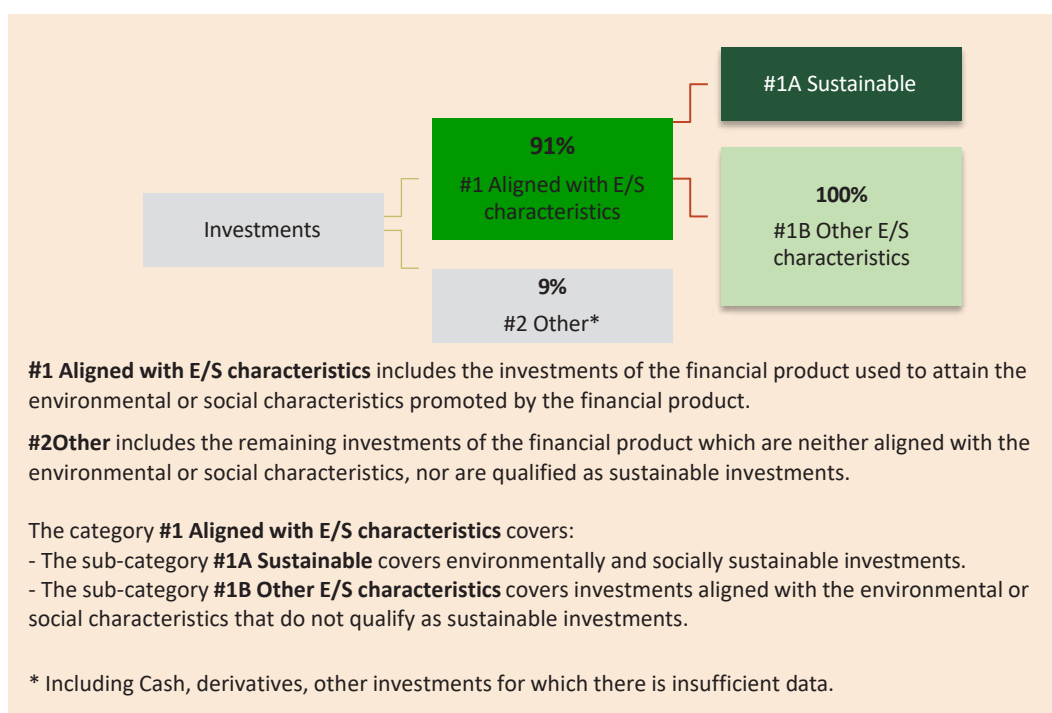 #1A Sustainable
91%
#1 Aligned with E/S
characteristics
100%
#1B Other E/S
characteristics
Investments
9%
#2 Other*
#1 Aligned with E/S characteristics includes the investments of the financial product used to attain the
environmental or social characteristics promoted by the financial product.
#2Other includes the remaining investments of the financial product which are neither aligned with the
environmental or social characteristics, nor are qualified as sustainable investments.
The category #1 Aligned with E/S characteristics covers:
- The sub-category #1A Sustainable covers environmentally and socially sustainable investments.
- The sub-category #1B Other E/S characteristics covers investments aligned with the environmental or
social characteristics that do not qualify as sustainable investments.
* Including Cash, derivatives, other investments for which there is insufficient data.